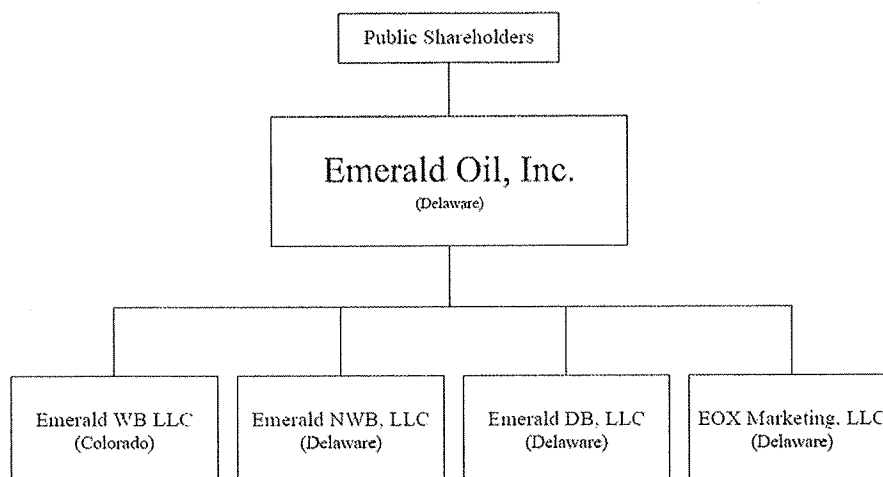 Public Shareholders
Emerald Oil, Inc.
(Delaware)
Emerald WB LLC
(Colorado)
Emerald NWB, LLC
(Delaware)
Emerald DB, LLC
(Delaware)
EOX Marketing, LLC
(Delaware)